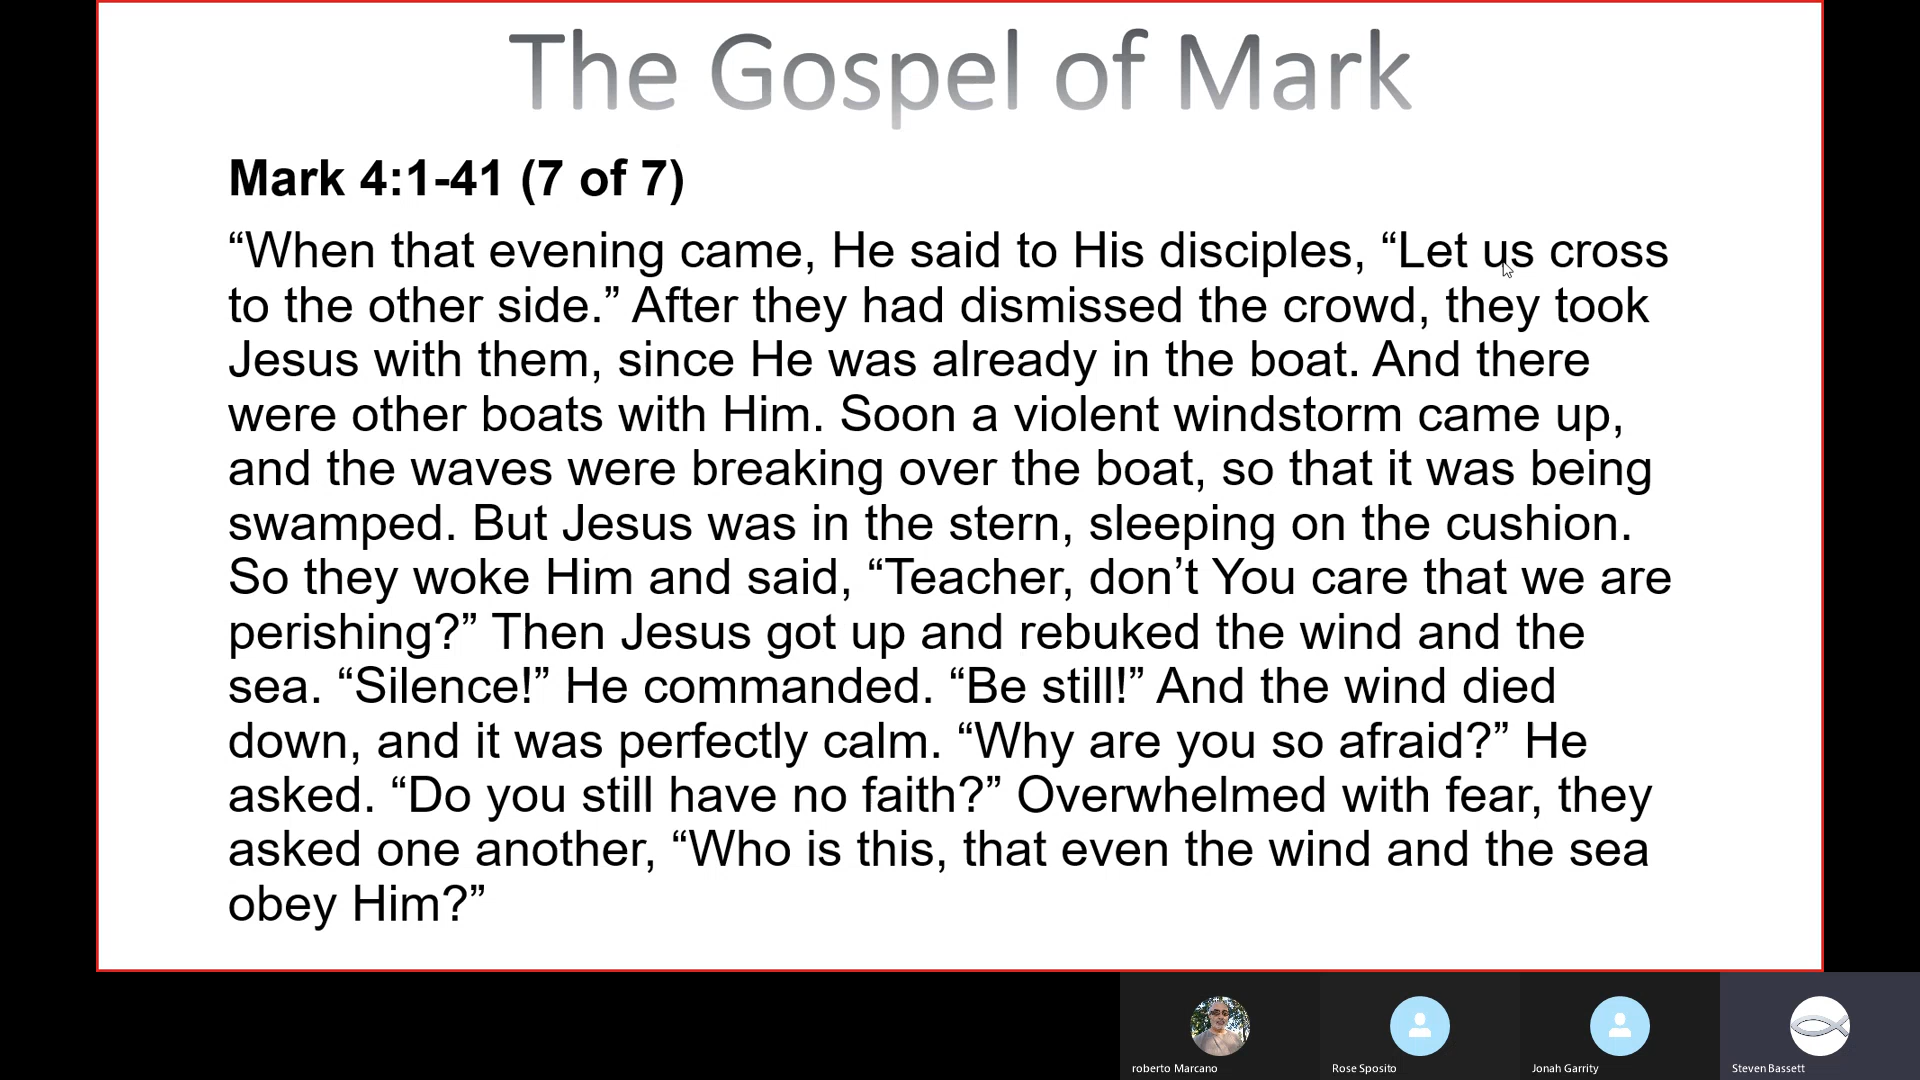 The Gospel of Mark
Mark 4:1-41 (7 of 7)
“When that evening came, He said to His disciples, “Let us cross
to the other side.” After they had dismissed the crowd, they took
Jesus with them, since He was already in the boat. And there
were other boats with Him. Soon a violent windstorm came up,
and the waves were breaking over the boat, so that it was being
swamped. But Jesus was in the stern, sleeping on the cushion.
So they woke Him and said, “Teacher, don’t You care that we are
perishing?” Then Jesus got up and rebuked the wind and the
sea. “Silence!” He commanded. “Be still!” And the wind died
down, and it was perfectly calm. “Why are you so afraid?” He
asked. “Do you still have no faith?” Overwhelmed with fear, they
asked one another, “Who is this, that even the wind and the sea
obey Him?”
roberto Marcano
Rose Sposito
Jonah Garrity
Steven Bassett